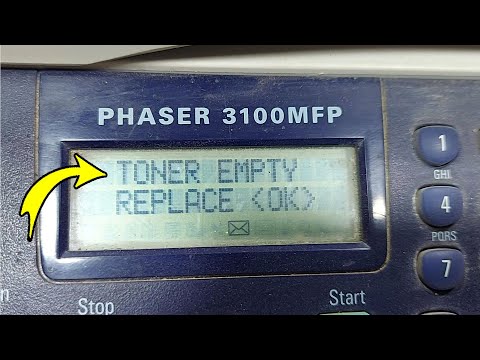 PHASER 3100MFP
TONER EMPTY
REPLACE <OK>
1
GHI
4
PQRS
7
Stop
Start